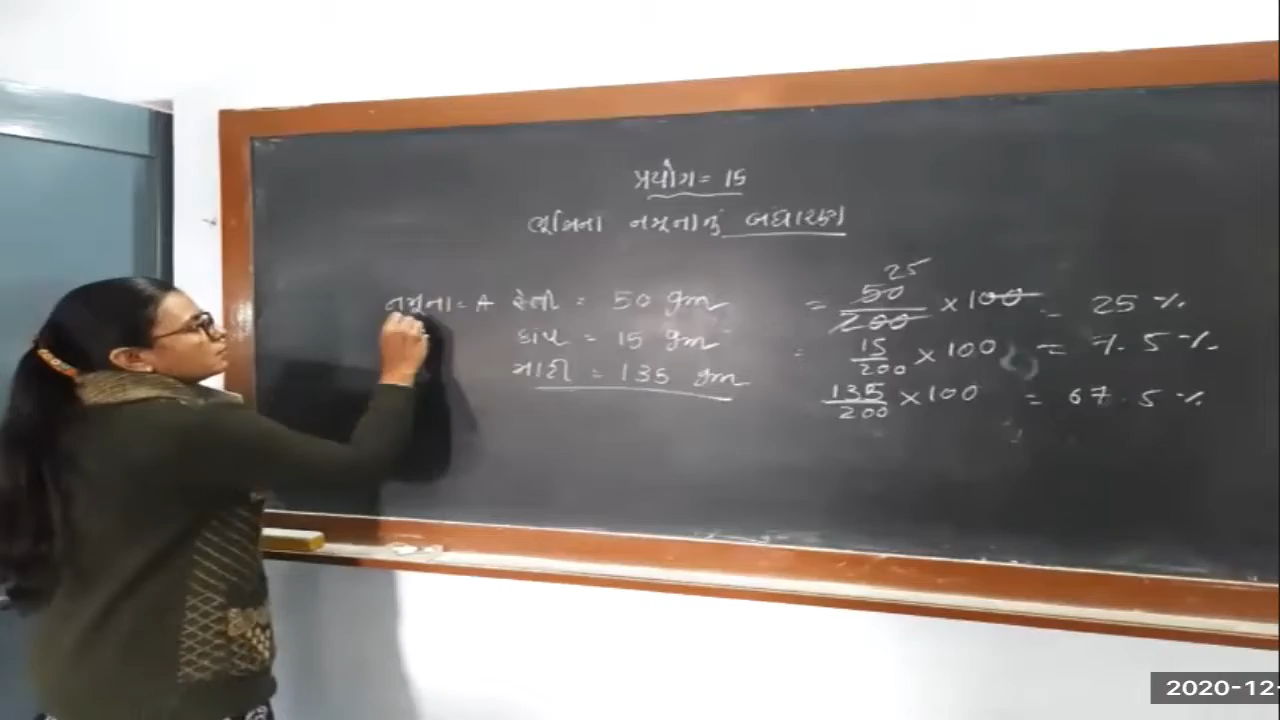 પ્રયોગ = 15
ભૂમિના નમૂનાનું બંધારણ
નમૂના = A રેતી = 50 gm = 25 50/200 × 100 = 25 %
કાંપ = 15 gm = 15/200 × 100 = 7.5 %
માટી = 135 gm 135/200 × 100 = 67.5 %
2020-12-